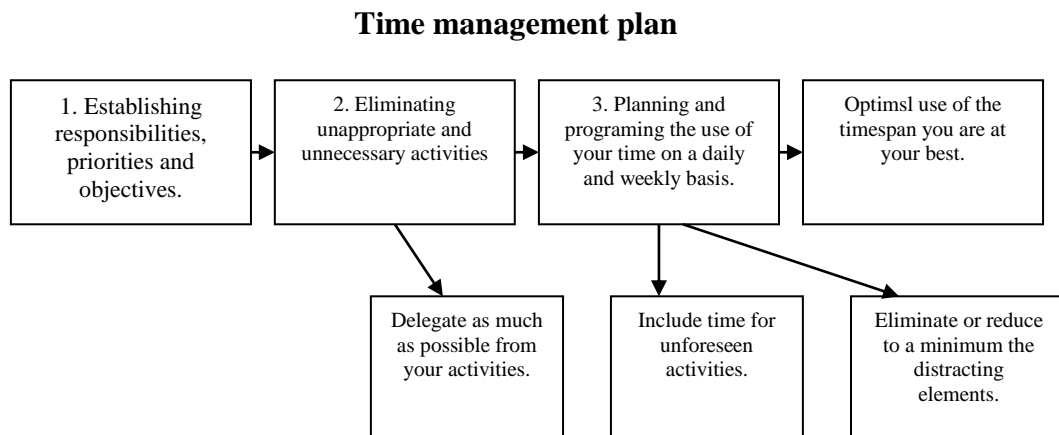 Time management plan
1. Establishing
responsibilities,
priorities and
objectives.
2. Eliminating
unappropriate and
unnecessary activities
3. Planning and
programing the use of
your time on a daily
and weekly basis.
Optimsl use of the
timespan you are at
your best.
Delegate as much
as possible from
your activities.
Include time for
unforeseen
activities.
Eliminate or reduce
to a minimum the
distracting
elements.